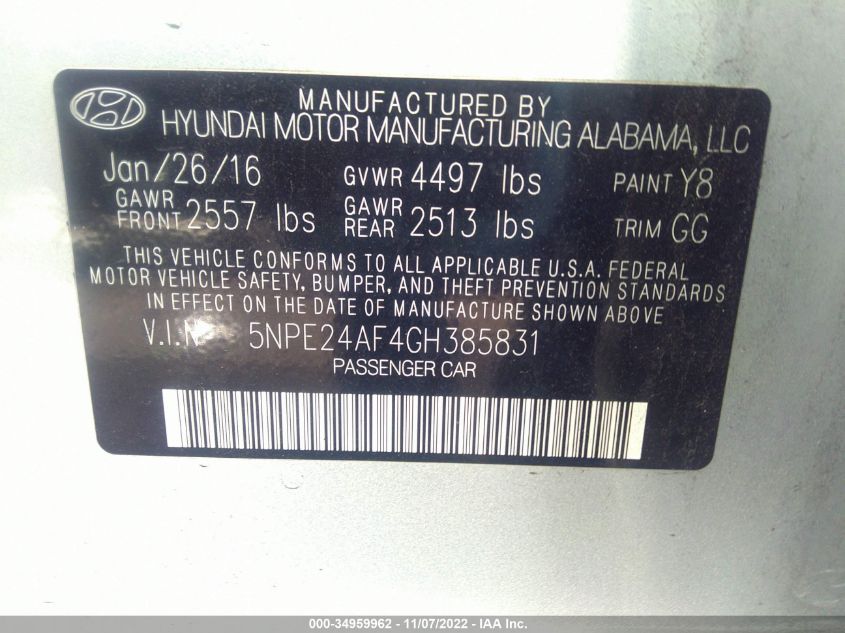 MANUFACTURED BY
HYUNDAI MOTOR MANUFACTURING ALABAMA, LLC
Jan/26/16 GVWR 4497 lbs PAINT Y8
GAWR FRONT 2557 lbs GAWR REAR 2513 lbs TRIM GG
THIS VEHICLE CONFORMS TO ALL APPLICABLE U.S.A. FEDERAL
MOTOR VEHICLE SAFETY, BUMPER, AND THEFT PREVENTION STANDARDS
IN EFFECT ON THE DATE OF MANUFACTURE SHOWN ABOVE
V.I.N 5NPE24AF4GH385831
PASSENGER CAR
000-34959962 - 11/07/2022 - IAA Inc.